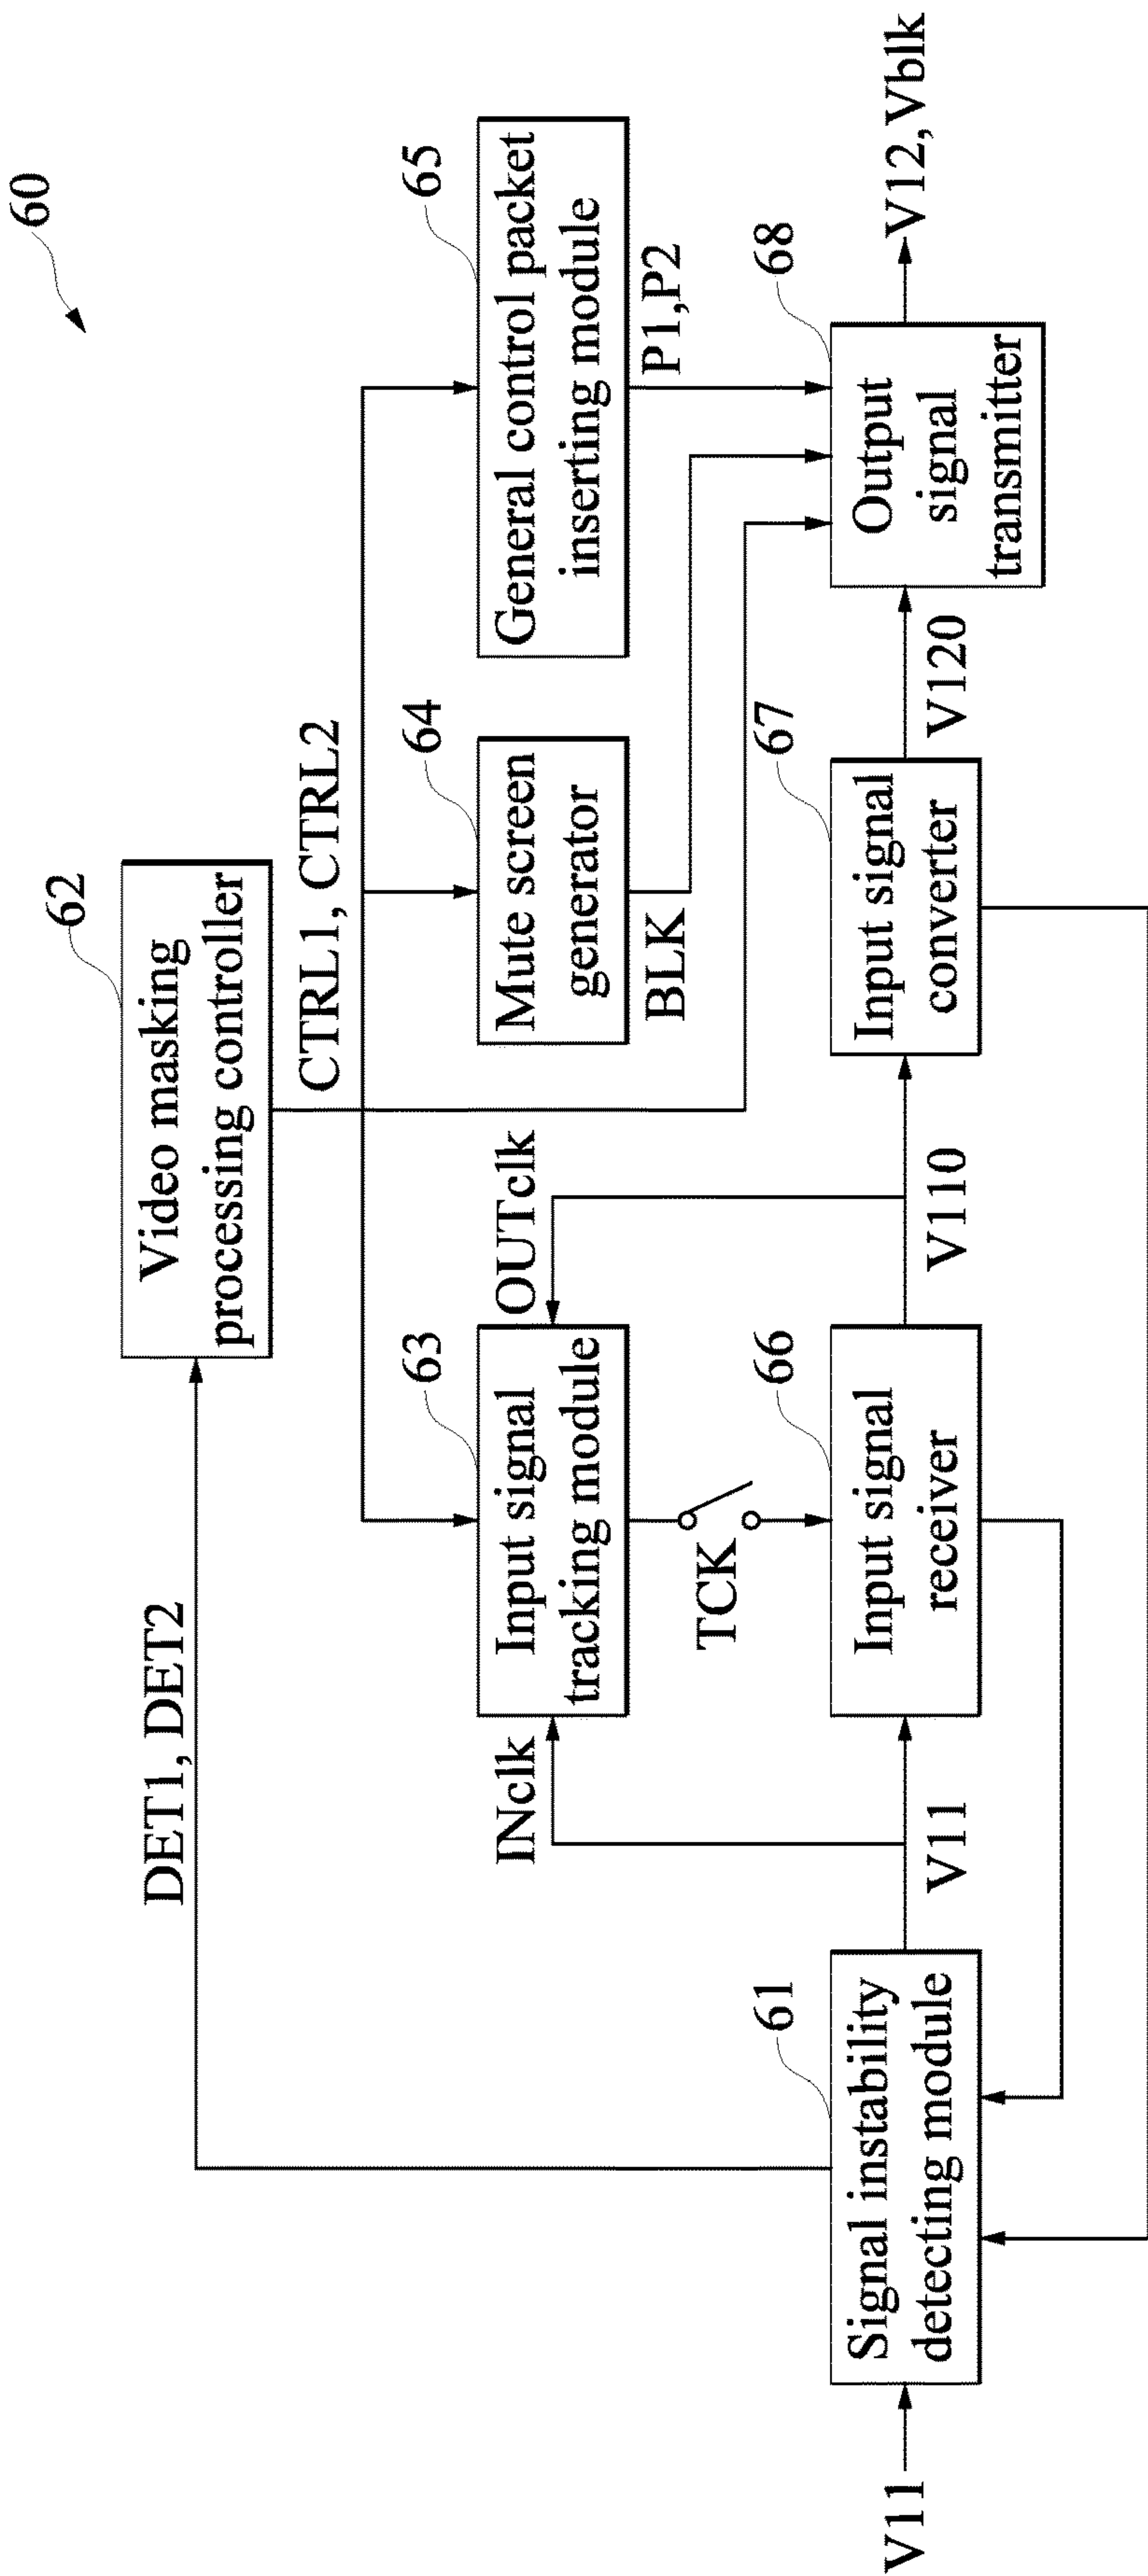 60
62
Video masking
processing controller
DET1, DET2
CTRL1, CTRL2
63
Input signal
tracking module
INclk
OUTclk
64
Mute screen
generator
BLK
65
General control packet
inserting module
P1,P2
TCK
V11
61
Signal instability
detecting module
V11
66
Input signal
receiver
V110
67
Input signal
converter
V120
68
Output
signal
transmitter
V12,Vblk